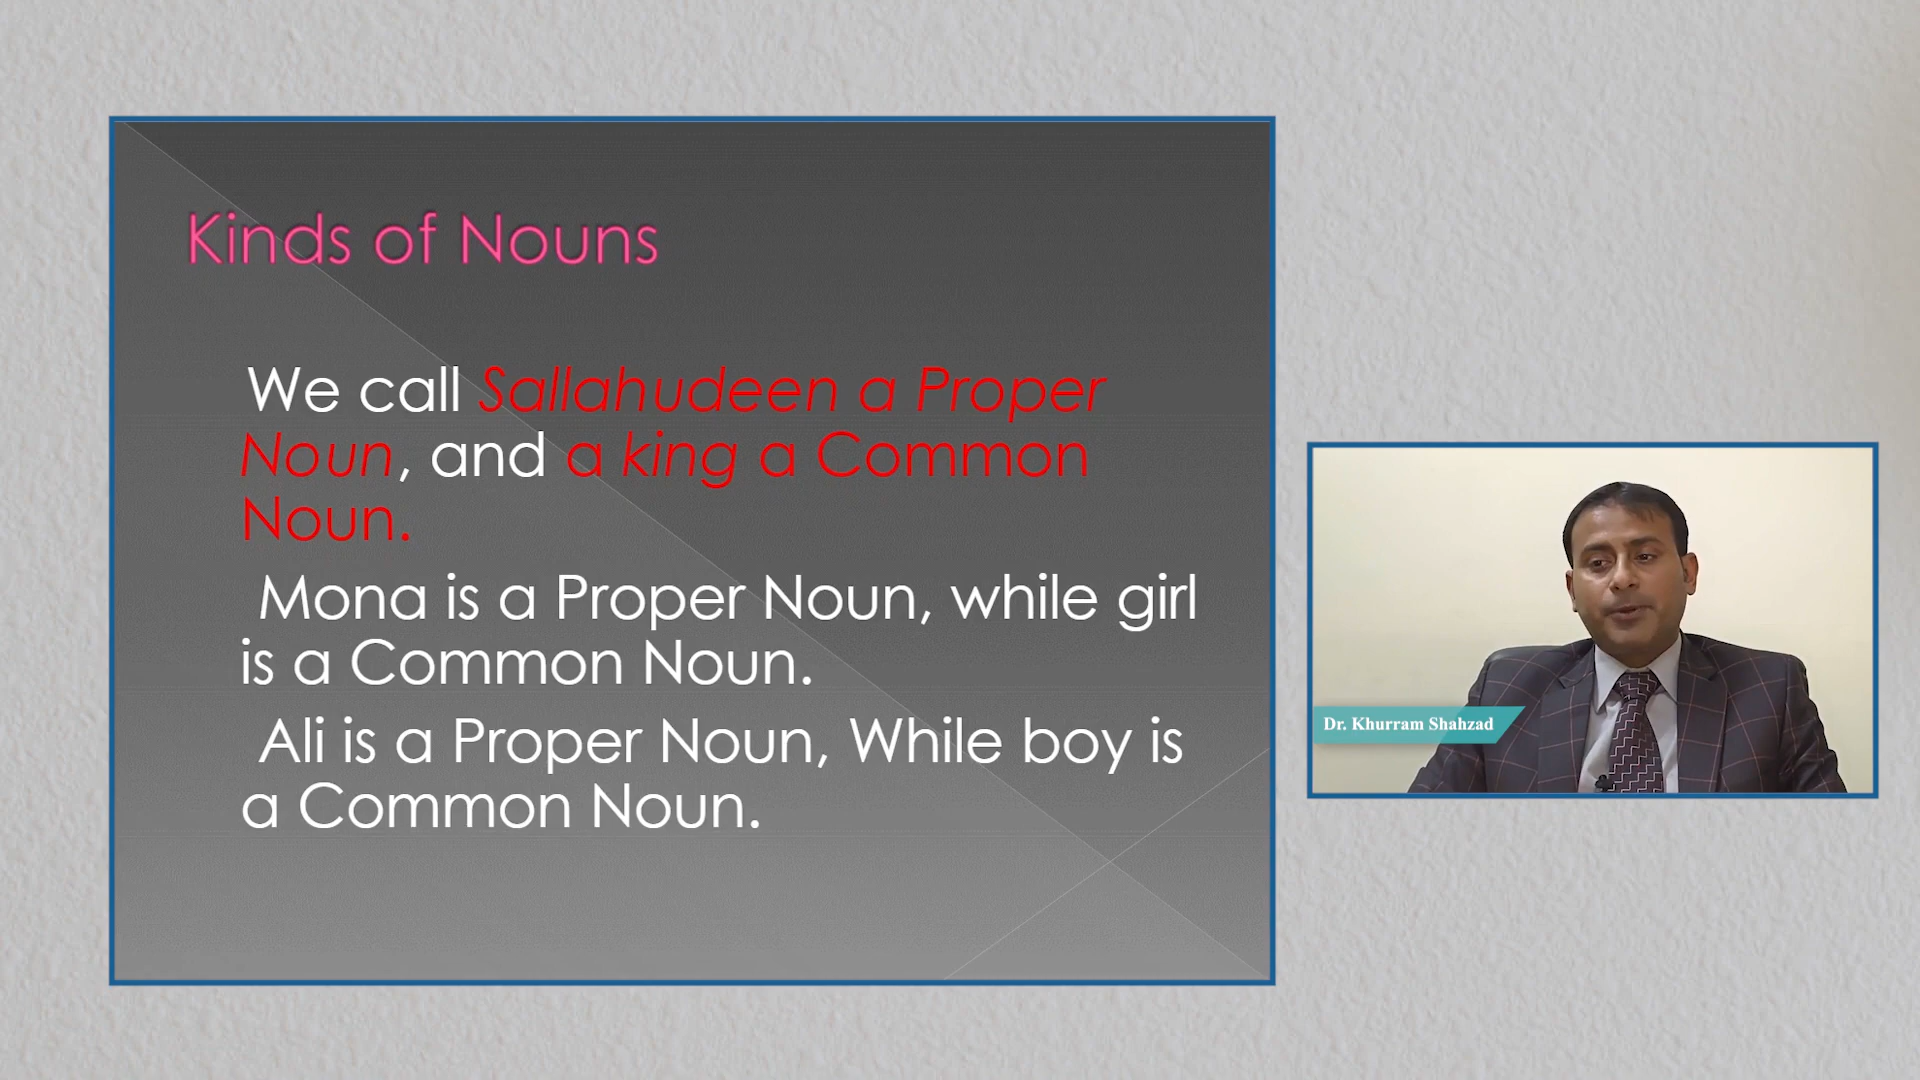 Kinds of Nouns
We call Sallahudeen a Proper
Noun, and a king a Common
Noun.
Mona is a Proper Noun, while girl
is a Common Noun.
Ali is a Proper Noun, While boy is
a Common Noun.
Dr. Khurram Shahzad